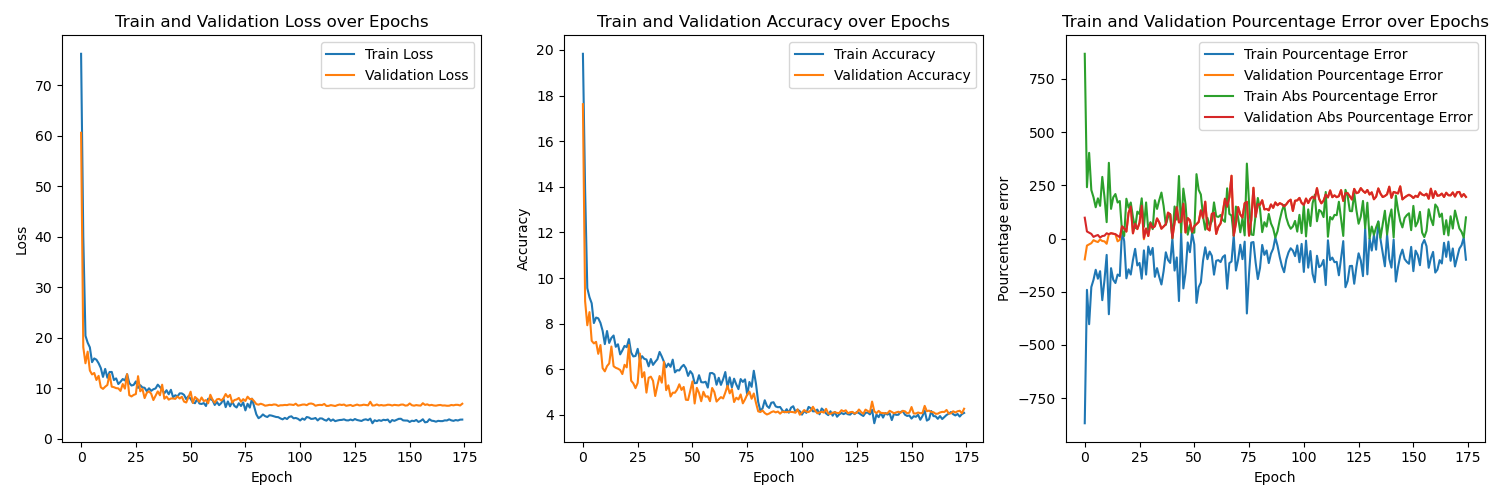 Train and Validation Loss over Epochs
Train Loss
Validation Loss
Loss
70
60
50
40
30
20
10
0
0 25 50 75 100 125 150 175
Epoch
Train and Validation Accuracy over Epochs
Train Accuracy
Validation Accuracy
Accuracy
20
18
16
14
12
10
8
6
4
0 25 50 75 100 125 150 175
Epoch
Train and Validation Pourcentage Error over Epochs
Train Pourcentage Error
Validation Pourcentage Error
Train Abs Pourcentage Error
Validation Abs Pourcentage Error
Pourcentage error
750
500
250
0
−250
−500
−750
0 25 50 75 100 125 150 175
Epoch